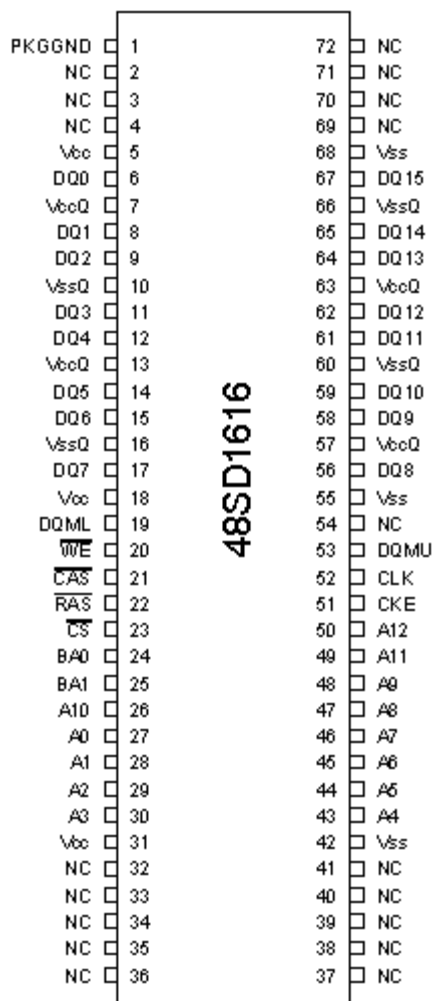 PKGGND 1 72 NC
NC 2 71 NC
NC 3 70 NC
NC 4 69 NC
Vcc 5 68 Vss
DQ0 6 67 DQ15
VccQ 7 66 VssQ
DQ1 8 65 DQ14
DQ2 9 64 DQ13
VssQ 10 63 VccQ
DQ3 11 62 DQ12
DQ4 12 61 DQ11
VccQ 13 60 VssQ
DQ5 14 59 DQ10
DQ6 15 58 DQ9
VssQ 16 57 VccQ
DQ7 17 56 DQ8
Vcc 18 55 Vss
DQML 19 54 NC
W̅E̅ 20 53 DQMU
C̅A̅S̅ 21 52 CLK
R̅A̅S̅ 22 51 CKE
C̅S̅ 23 50 A12
BA0 24 49 A11
BA1 25 48 A9
A10 26 47 A8
A0 27 46 A7
A1 28 45 A6
A2 29 44 A5
A3 30 43 A4
Vcc 31 42 Vss
NC 32 41 NC
NC 33 40 NC
NC 34 39 NC
NC 35 38 NC
NC 36 37 NC
48SD1616